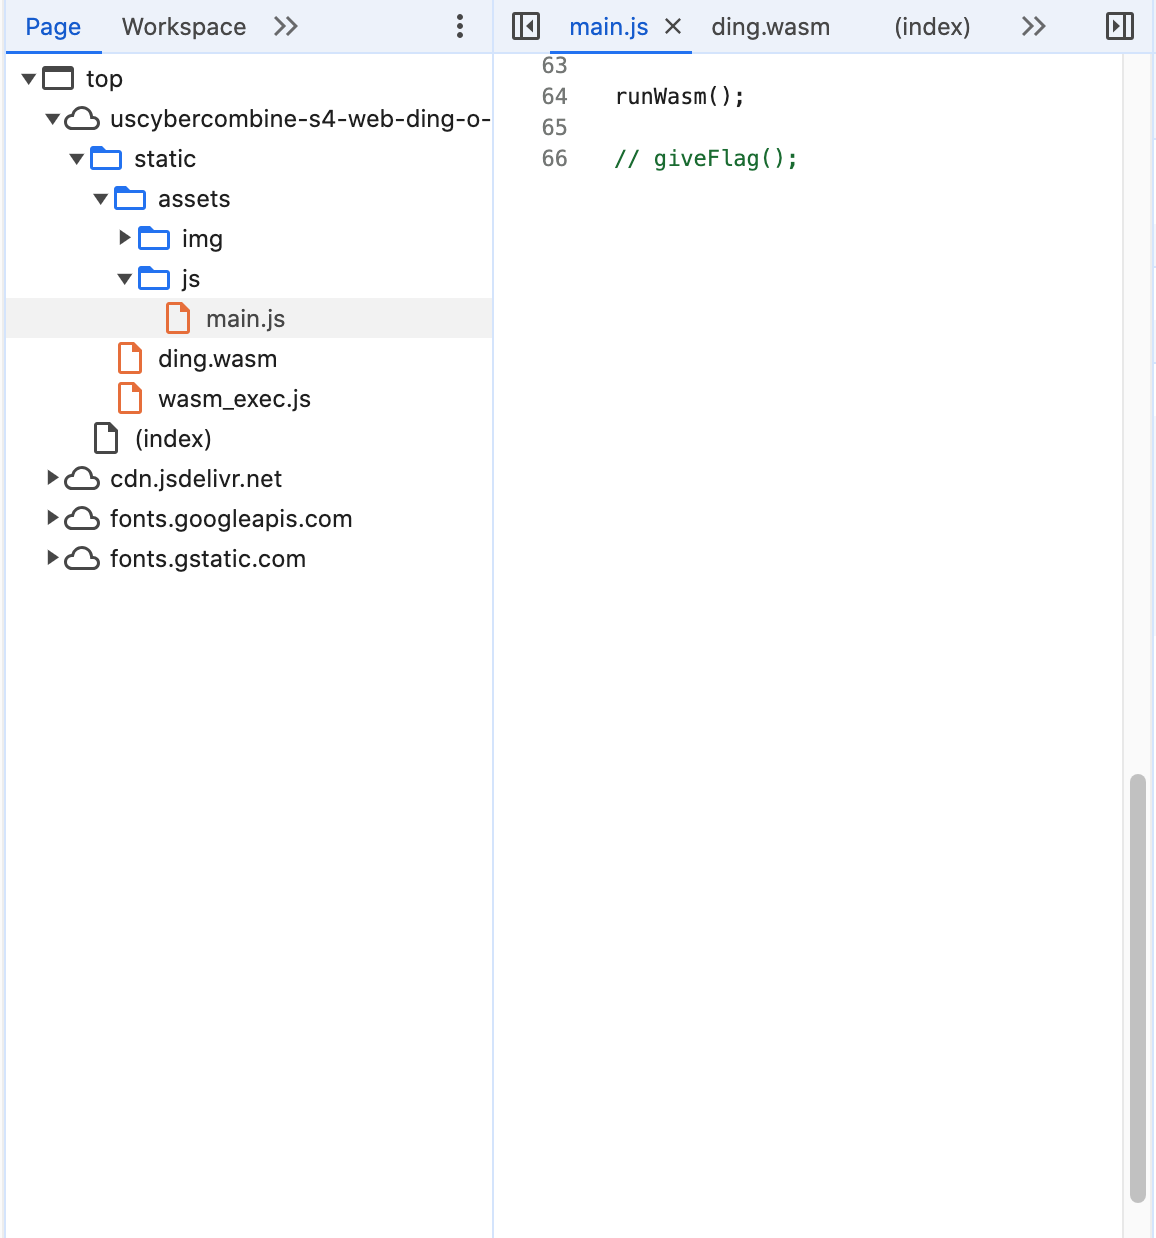 Page Workspace
main.js ding.wasm (index)
top
uscybercombine-s4-web-ding-o-
static
assets
img
js
main.js
ding.wasm
wasm_exec.js
(index)
cdn.jsdelivr.net
fonts.googleapis.com
fonts.gstatic.com
63
64 runWasm();
65
66 // giveFlag();